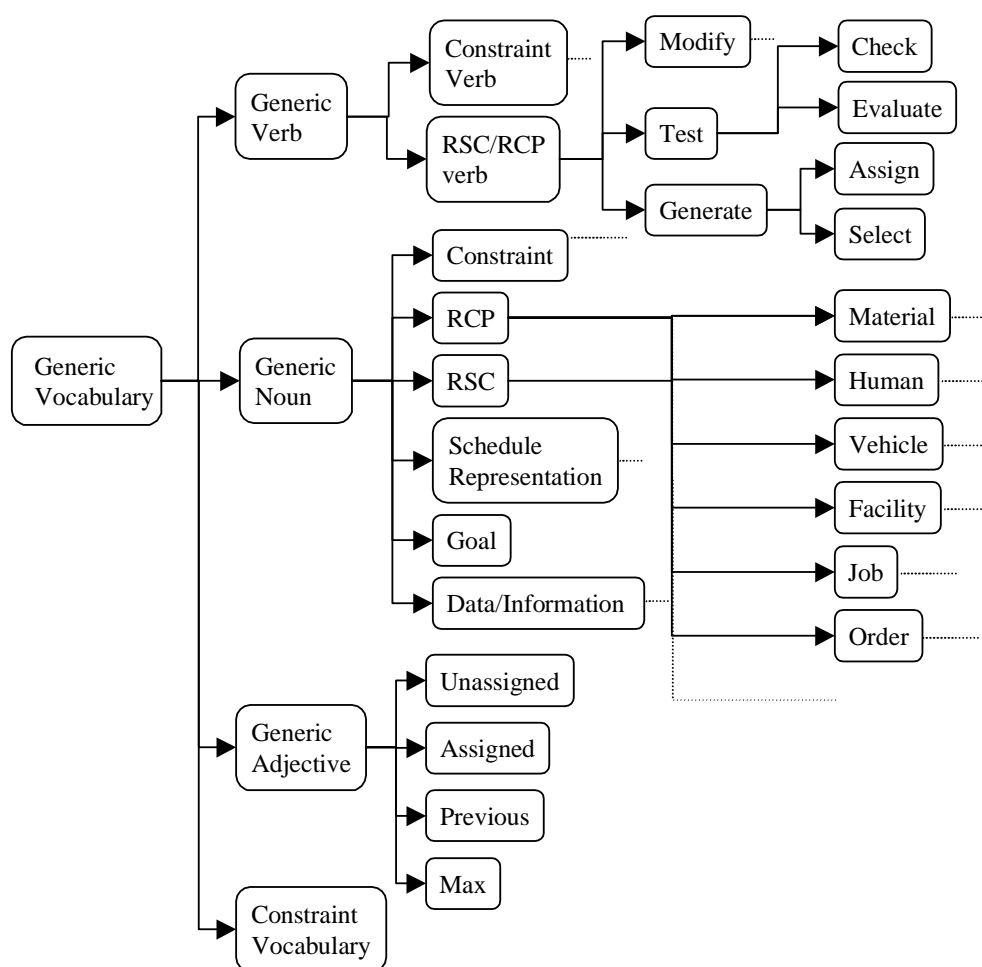 Constraint
Verb
Modify
Check
Generic
Verb
Evaluate
RSC/RCP
verb
Test
Assign
Generate
Select
Constraint
RCP
Material
Generic
Vocabulary
Generic
Noun
RSC
Human
Schedule
Representation
Vehicle
Facility
Goal
Job
Data/Information
Order
Unassigned
Generic
Adjective
Assigned
Previous
Max
Constraint
Vocabulary